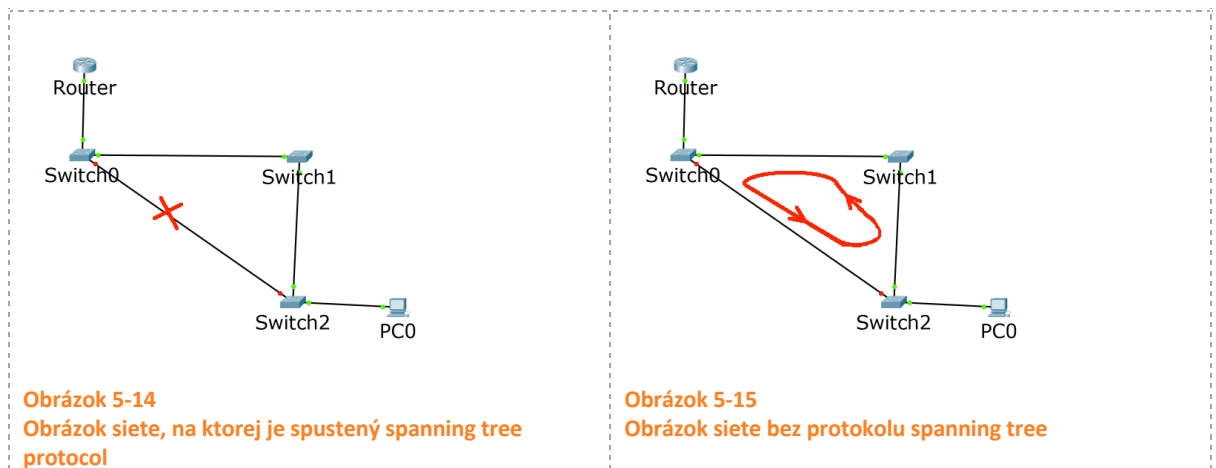 Router
Switch0
Switch1
Switch2
PC0
Obrázok 5-14
Obrázok siete, na ktorej je spustený spanning tree
protocol
Router
Switch0
Switch1
Switch2
PC0
Obrázok 5-15
Obrázok siete bez protokolu spanning tree